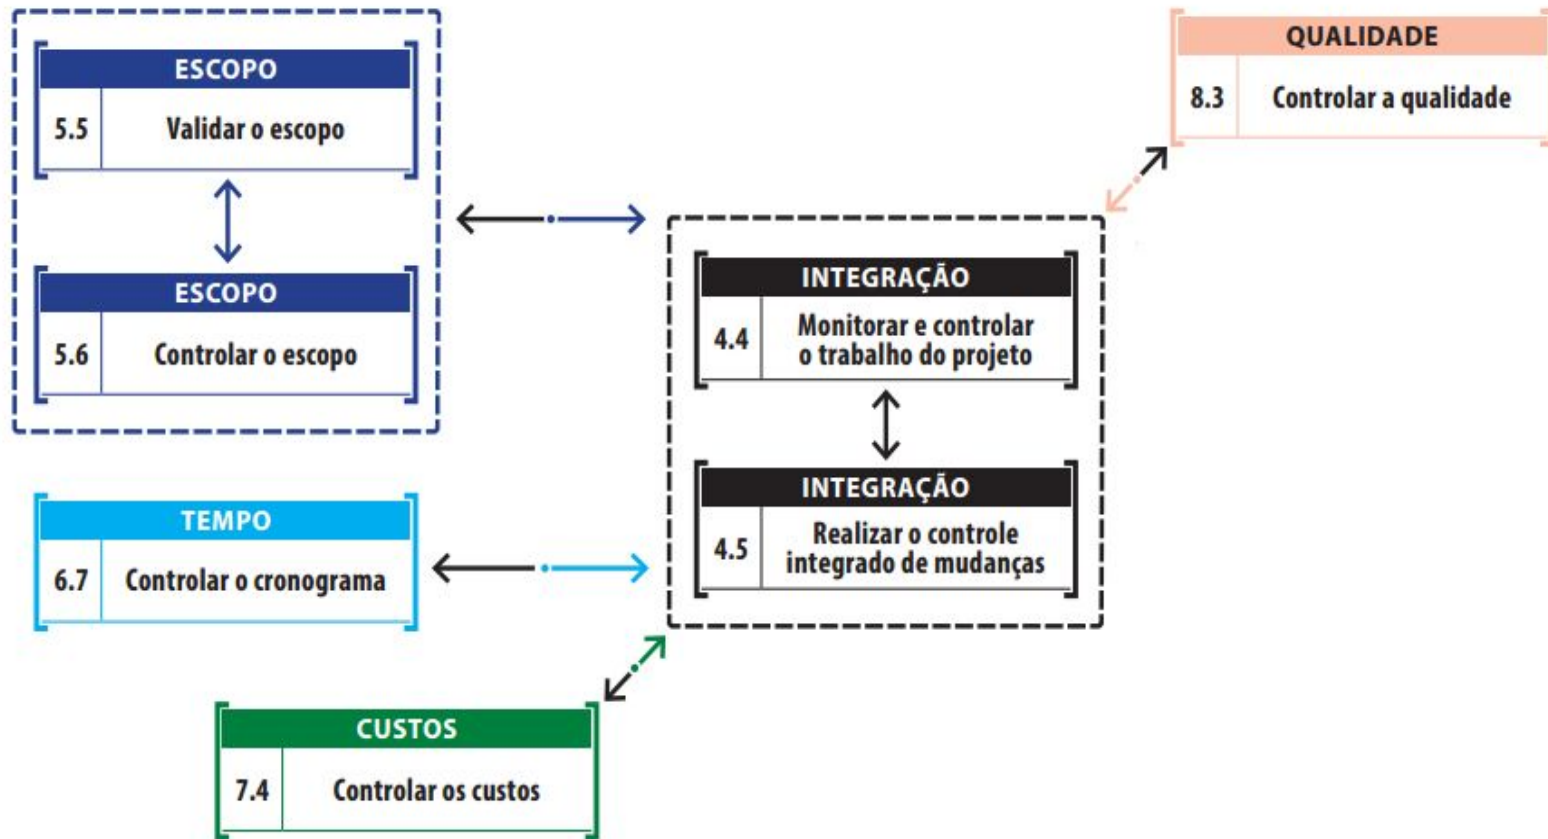 ESCOPO
5.5
Validar o escopo
ESCOPO
5.6
Controlar o escopo
TEMPO
6.7
Controlar o cronograma
CUSTOS
7.4
Controlar os custos
INTEGRAÇÃO
4.4
Monitorar e controlar
o trabalho do projeto
INTEGRAÇÃO
4.5
Realizar o controle
integrado de mudanças
QUALIDADE
8.3
Controlar a qualidade